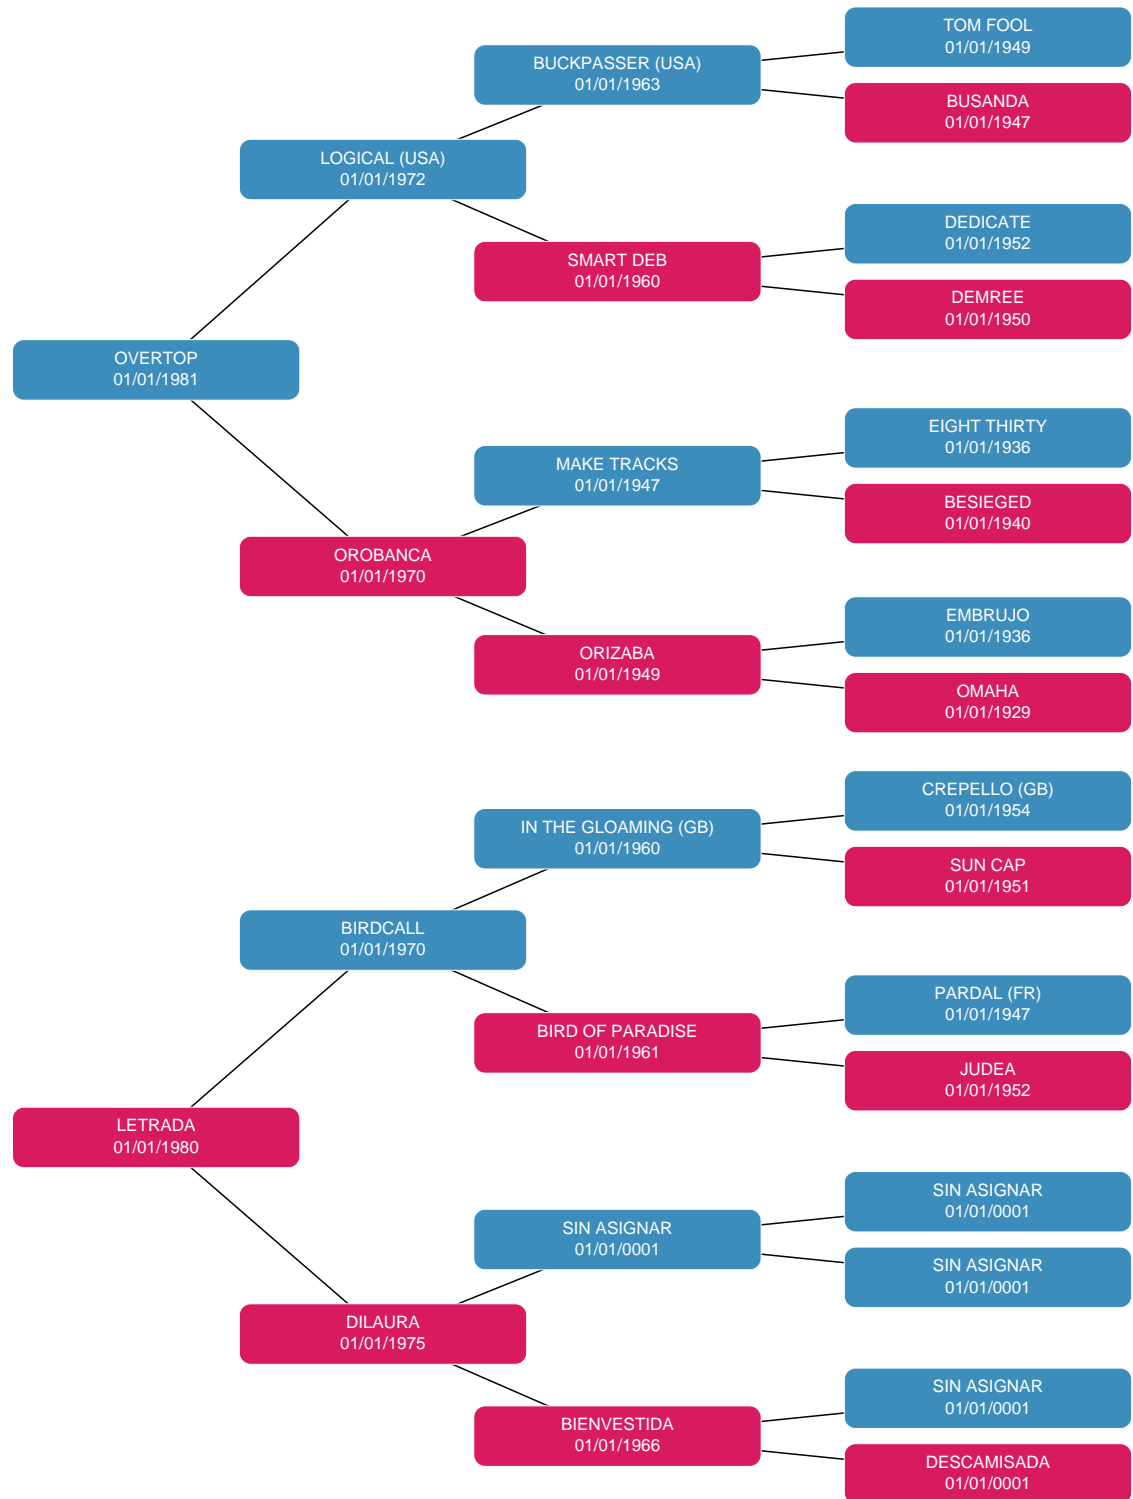 TOM FOOL
01/01/1949
BUCKPASSER (USA)
01/01/1963
BUSANDA
01/01/1947
LOGICAL (USA)
01/01/1972
DEDICATE
01/01/1952
SMART DEB
01/01/1960
DEMREE
01/01/1950
OVERTOP
01/01/1981
EIGHT THIRTY
01/01/1936
MAKE TRACKS
01/01/1947
BESIEGED
01/01/1940
OROBANCA
01/01/1970
EMBRUJO
01/01/1936
ORIZABA
01/01/1949
OMAHA
01/01/1929
CREPELLO (GB)
01/01/1954
IN THE GLOAMING (GB)
01/01/1960
SUN CAP
01/01/1951
BIRDCALL
01/01/1970
PARDAL (FR)
01/01/1947
BIRD OF PARADISE
01/01/1961
JUDEA
01/01/1952
LETRADA
01/01/1980
SIN ASIGNAR
01/01/0001
SIN ASIGNAR
01/01/0001
SIN ASIGNAR
01/01/0001
DILAURA
01/01/1975
SIN ASIGNAR
01/01/0001
BIENVESTIDA
01/01/1966
DESCAMISADA
01/01/0001